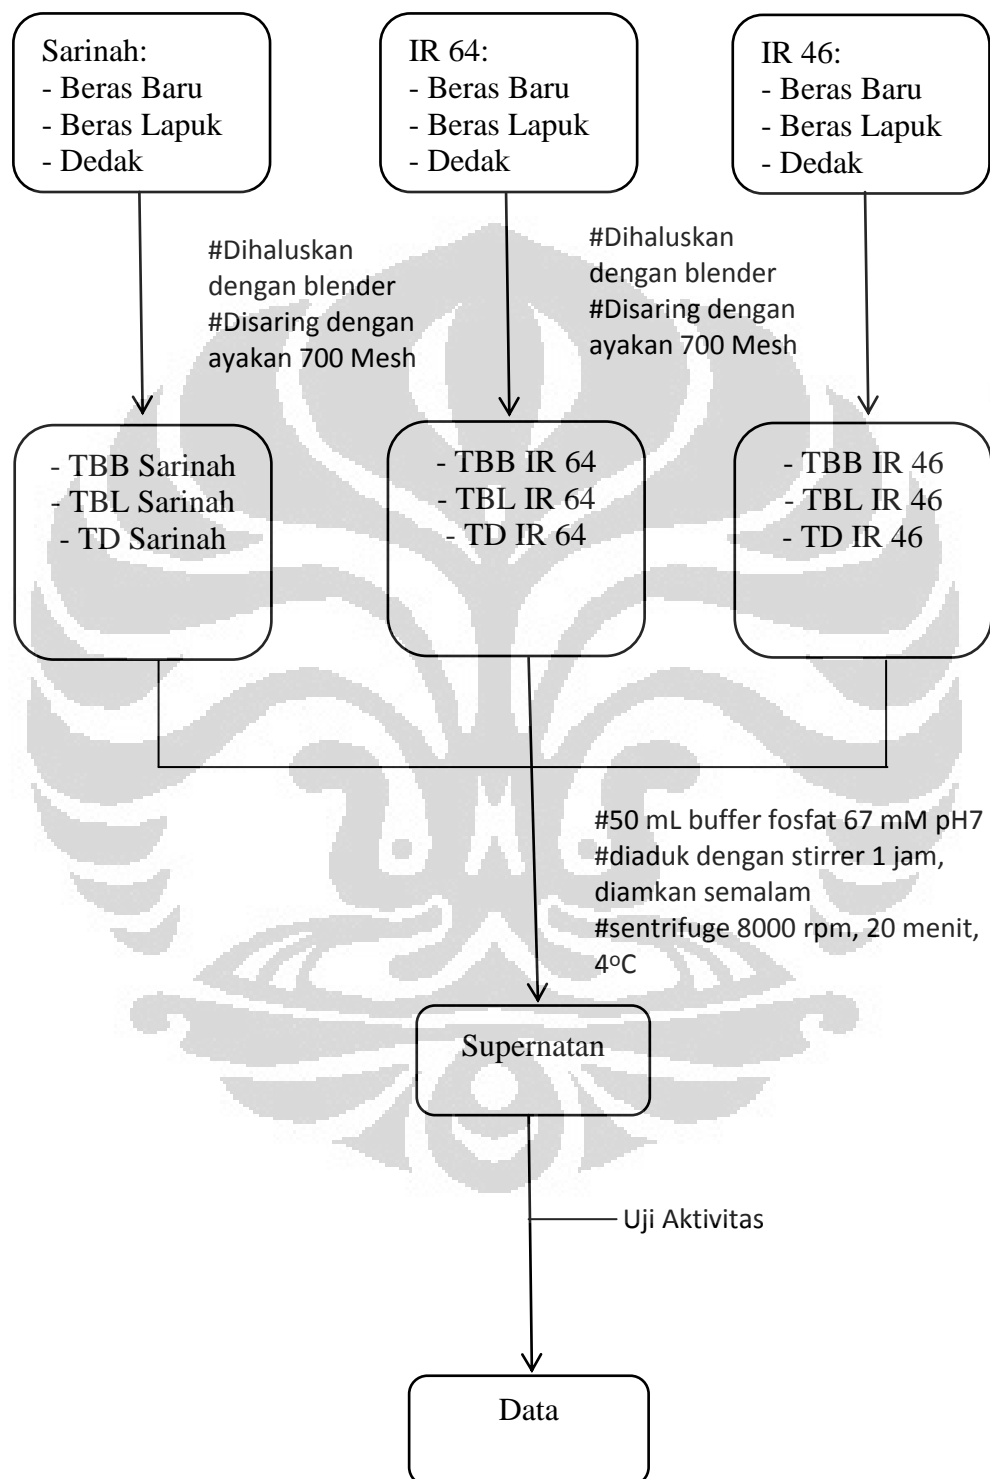 Sarinah:
- Beras Baru
- Beras Lapuk
- Dedak
IR 64:
- Beras Baru
- Beras Lapuk
- Dedak
IR 46:
- Beras Baru
- Beras Lapuk
- Dedak
#Dihaluskan
dengan blender
#Disaring dengan
ayakan 700 Mesh
#Dihaluskan
dengan blender
#Disaring dengan
ayakan 700 Mesh
- TBB Sarinah
- TBL Sarinah
- TD Sarinah
- TBB IR 64
- TBL IR 64
- TD IR 64
- TBB IR 46
- TBL IR 46
- TD IR 46
#50 mL buffer fosfat 67 mM pH7
#diaduk dengan stirrer 1 jam,
diamkan semalam
#sentrifuge 8000 rpm, 20 menit,
4°C
Supernatan
Uji Aktivitas
Data